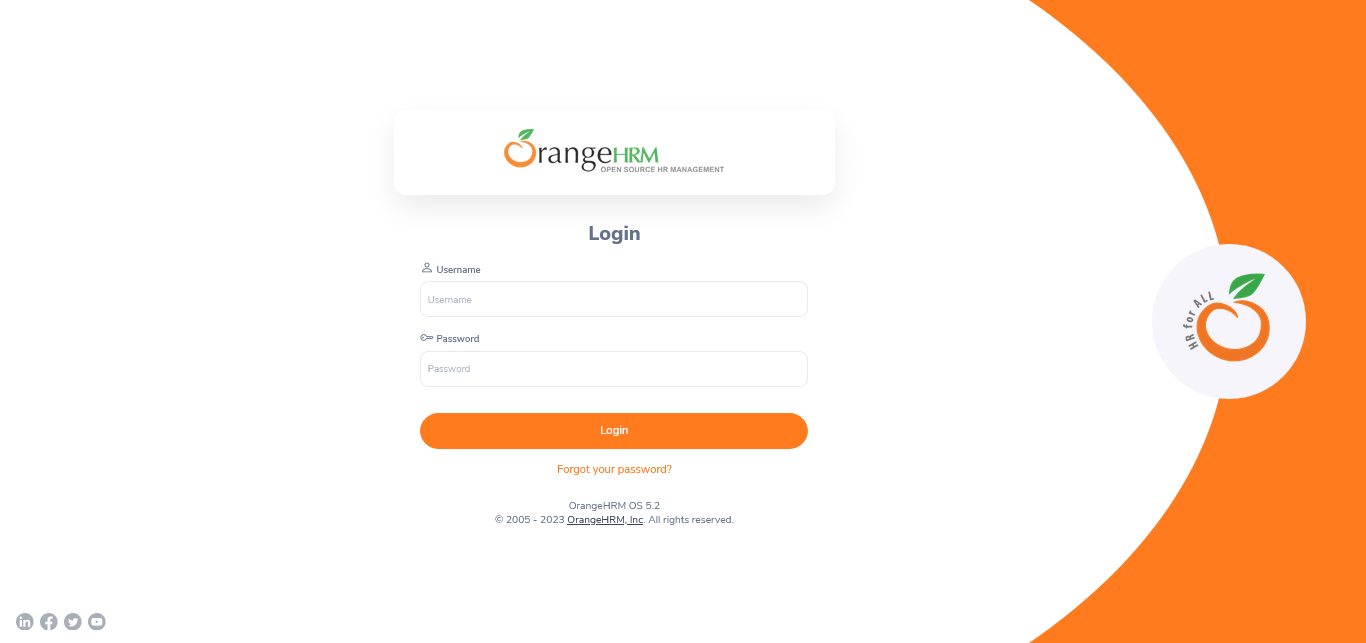 OrangeHRM
OPEN SOURCE HR MANAGEMENT
Login
Username
Username
Password
Password
Login
Forgot your password?
OrangeHRM OS 5.2
© 2005 - 2023 OrangeHRM, Inc. All rights reserved.
HR for ALL